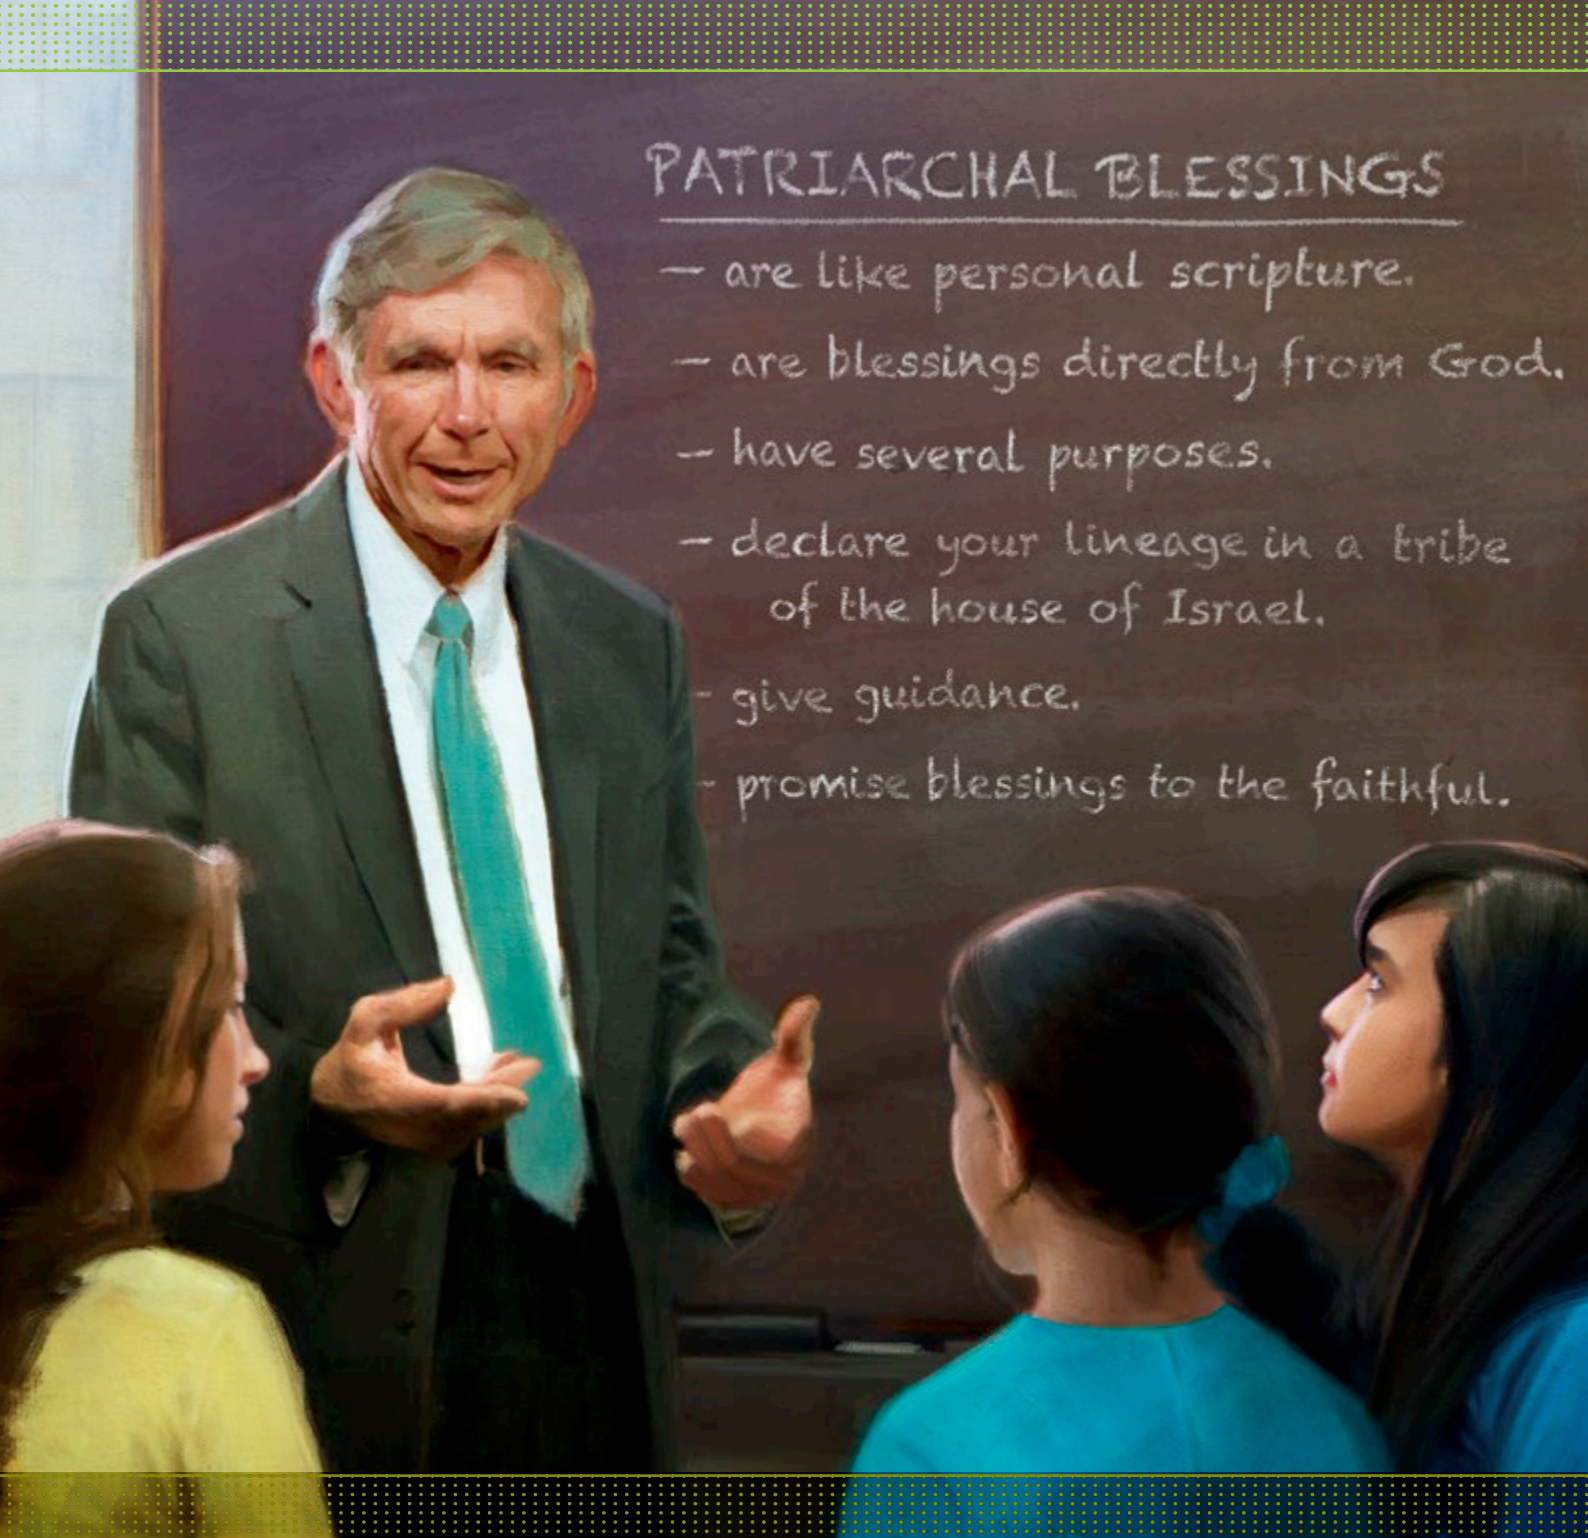 PATRIARCHAL BLESSINGS
— are like personal scripture.
— are blessings directly from God.
— have several purposes.
— declare your lineage in a tribe
of the house of Israel.
- give guidance.
- promise blessings to the faithful.